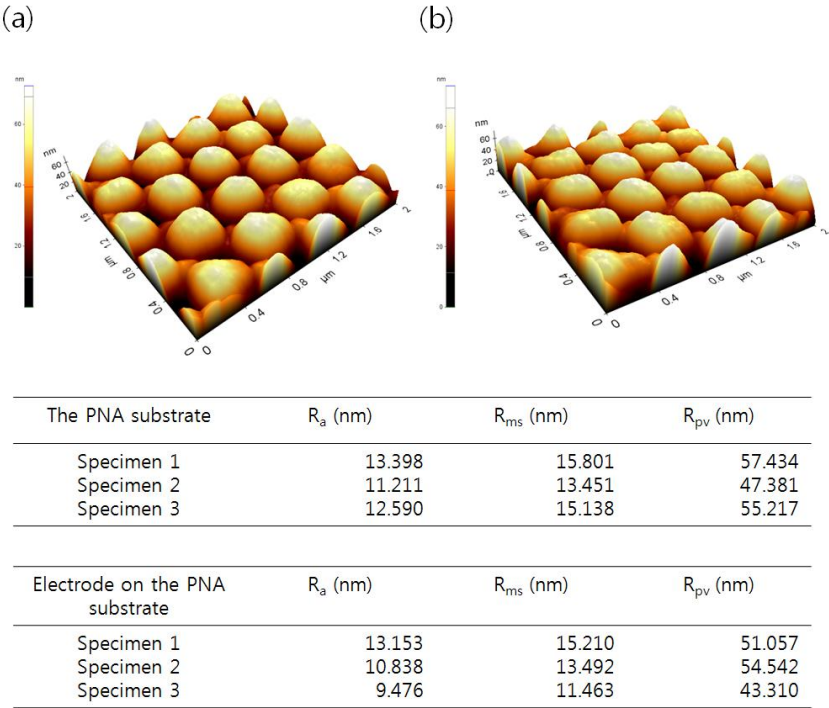 (a)
(b)
nm
60
40
20
nm
60
40
20
2
1.6
1.2
µm
0.8
0.4
0
0
0.4
0.8
µm
1.2
1.6
2
nm
60
40
20
0
nm
60
40
20
0
2
1.6
1.2
µm
0.8
0.4
0
0
0.4
0.8
µm
1.2
1.6
2
The PNA substrate Ra (nm) Rms (nm) Rpv (nm)
Specimen 1 13.398 15.801 57.434
Specimen 2 11.211 13.451 47.381
Specimen 3 12.590 15.138 55.217
Electrode on the PNA Ra (nm) Rms (nm) Rpv (nm)
substrate
Specimen 1 13.153 15.210 51.057
Specimen 2 10.838 13.492 54.542
Specimen 3 9.476 11.463 43.310